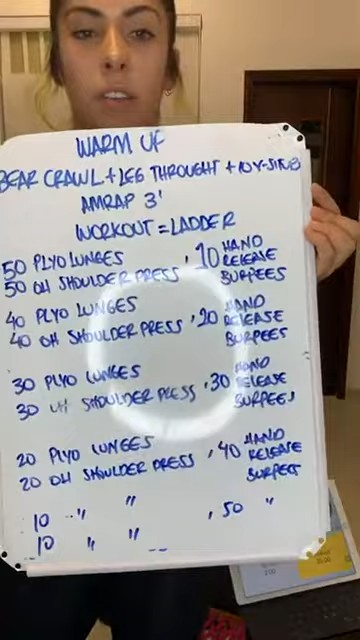 WARM UP
BEAR CRAWL + LEG THROUGHT + 10 Y-SING
AMRAP 3'
WORKOUT = LADDER
50 PLYO LUNGES
50 OH SHOULDER PRESS , 10 HAND RELEASE BURPEES
40 PLYO LUNGES
40 OH SHOULDER PRESS , 20 HAND RELEASE BURPEES
30 PLYO LUNGES
30 OH SHOULDER PRESS , 30 HAND RELEASE BURPEES
20 PLYO LUNGES
20 OH SHOULDER PRESS , 40 HAND RELEASE BURPEES
10 " "
10 " " , 50 "